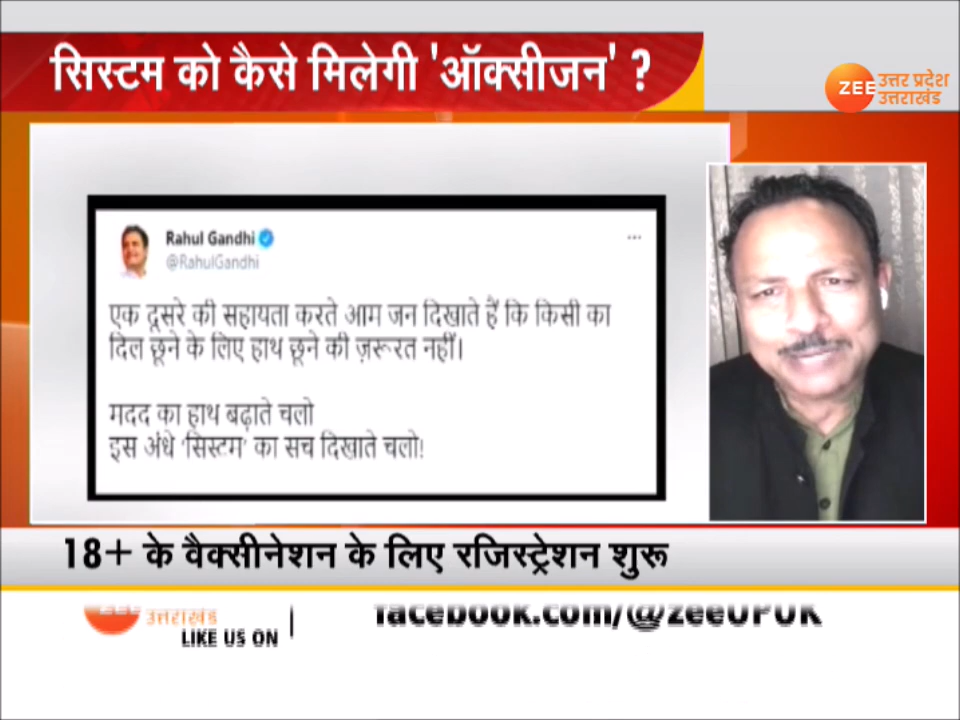 सिस्टम को कैसे मिलेगी 'ऑक्सीजन' ?
ZEE उत्तर प्रदेश
उत्तराखंड
Rahul Gandhi
@RahulGandhi
एक दूसरे की सहायता करते आम जन दिखाते हैं कि किसी का
दिल छूने के लिए हाथ छूने की ज़रूरत नहीं।
मदद का हाथ बढ़ाते चलो
इस अंधे ‘सिस्टम’ का सच दिखाते चलो!
18+ के वैक्सीनेशन के लिए रजिस्ट्रेशन शुरू
ZEE उत्तराखंड
LIKE US ON
facebook.com/@zeeUPUK